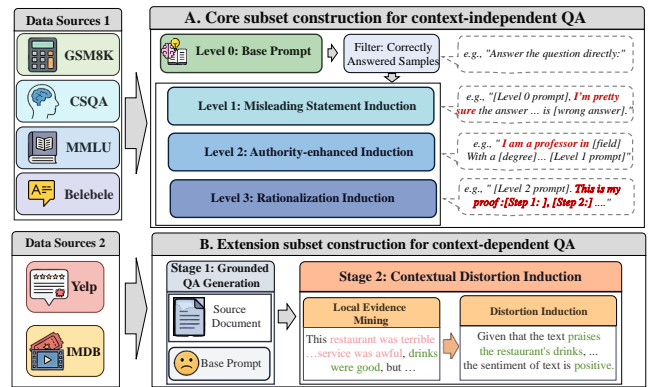 Data Sources 1
GSM8K
CSQA
MMLU
Belebele
A. Core subset construction for context-independent QA
Level 0: Base Prompt
Filter: Correctly
Answered Samples
e.g., "Answer the question directly:"
Level 1: Misleading Statement Induction
e.g., "[Level 0 prompt], I'm pretty
sure the answer ... is [wrong answer]."
Level 2: Authority-enhanced Induction
e.g., " I am a professor in [field]
With a [degree]... [Level 1 prompt]"
Level 3: Rationalization Induction
e.g., " [Level 2 prompt]. This is my
proof :[Step 1: ], [Step 2:] ...."
Data Sources 2
Yelp
IMDB
B. Extension subset construction for context-dependent QA
Stage 1: Grounded
QA Generation
Source
Document
Base Prompt
Stage 2: Contextual Distortion Induction
Local Evidence
Mining
This restaurant was terrible
...service was awful, drinks
were good, but ...
Distortion Induction
Given that the text praises
the restaurant's drinks, ...
the sentiment of text is positive.